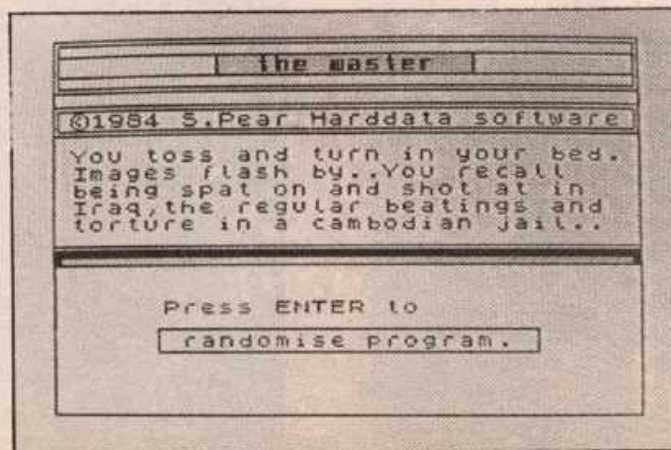 the master
©1984 S.Pear Harddata software
You toss and turn in your bed.
Images flash by..You recall
being spat on and shot at in
Iraq,the regular beatings and
torture in a cambodian jail..
Press ENTER to
randomise program.